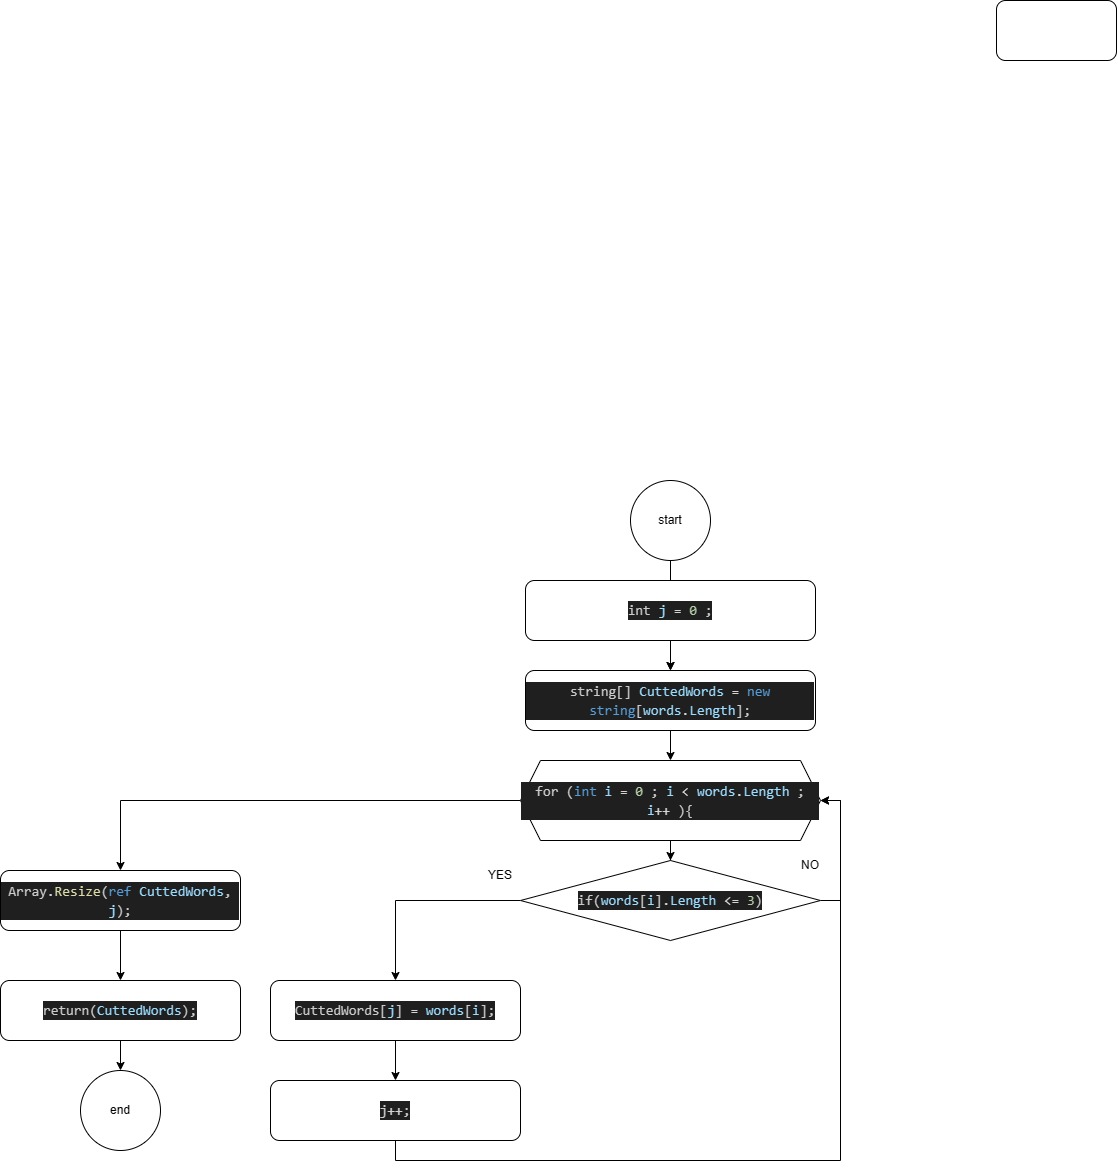 start
int j = 0 ;
string[] CuttedWords = new
string[words.Length];
for (int i = 0 ; i < words.Length ;
i++ ){
NO
YES
if(words[i].Length <= 3)
Array.Resize(ref CuttedWords,
j);
return(CuttedWords);
CuttedWords[j] = words[i];
end
j++;